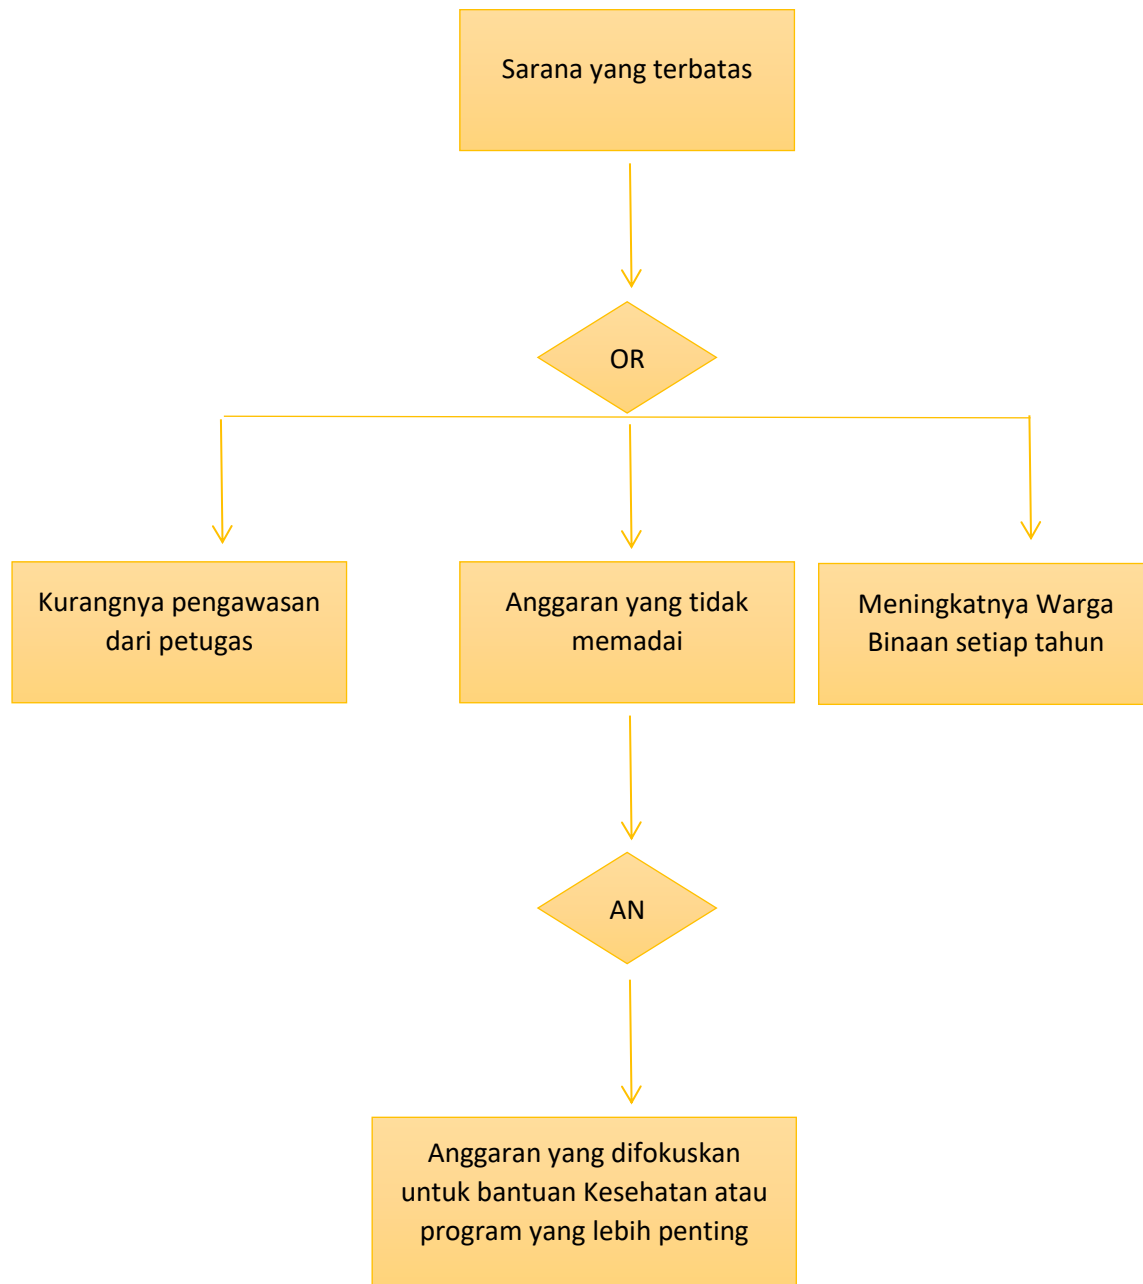 Sarana yang terbatas
OR
Kurangnya pengawasan
dari petugas
Anggaran yang tidak
memadai
Meningkatnya Warga
Binaan setiap tahun
AN
Anggaran yang difokuskan
untuk bantuan Kesehatan atau
program yang lebih penting